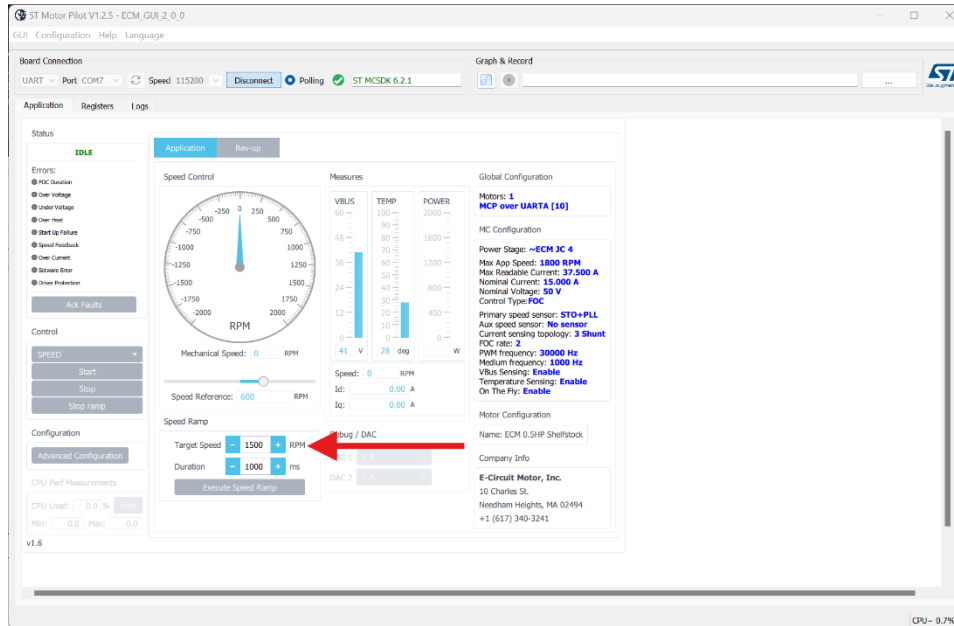 ST Motor Pilot V1.2.5 - ECM_GUI_2_0_0
GUI Configuration Help Language
Board Connection
UART Port COM7 Speed 115200 Disconnect Polling ST MCSDK 6.2.1
Graph & Record
...
Application Registers Logs
Status
IDLE
Errors:
FOC Duration
Over Voltage
Under Voltage
Over Heat
Start Up Failure
Speed Feedback
Over Current
Sotware Error
Driver Protection
Ack Faults
Control
SPEED
Start
Stop
Stop ramp
Configuration
Advanced Configuration
CPU Perf Measurements
CPU Load: 0.0 % reset
Min: 0.0 Max: 0.0
v1.6
Application Rev-up
Speed Control
-250 0 250
-500 500
-750 750
-1000 1000
-1250 1250
-1500 1500
-1750 1750
-2000 2000
RPM
Mechanical Speed: 0 RPM
Speed Reference: 600 RPM
Speed Ramp
Target Speed - 1500 + RPM
Duration - 1000 + ms
Execute Speed Ramp
Measures
VBUS TEMP POWER
60 100 2000
90
48 80 1600
70
36 60 1200
50
24 40 800
30
12 20 400
10
0 0 0
41 V 28 deg W
Speed: 0 RPM
Id: 0.00 A
Iq: 0.00 A
Debug / DAC
DAC 2
Global Configuration
Motors: 1
MCP over UARTA [10]
MC Configuration
Power Stage: ~ECM JC 4
Max App Speed: 1800 RPM
Max Readable Current: 37.500 A
Nominal Current: 15.000 A
Nominal Voltage: 50 V
Control Type:FOC
Primary speed sensor: STO+PLL
Aux speed sensor: No sensor
Current sensing topology: 3 Shunt
FOC rate: 2
PWM frequency: 30000 Hz
Medium frequency: 1000 Hz
VBus Sensing: Enable
Temperature Sensing: Enable
On The Fly: Enable
Motor Configuration
Name: ECM 0.5HP Shelfstock
Company Info
E-Circuit Motor, Inc.
10 Charles St.
Needham Heights, MA 02494
+1 (617) 340-3241
CPU~ 0.7%